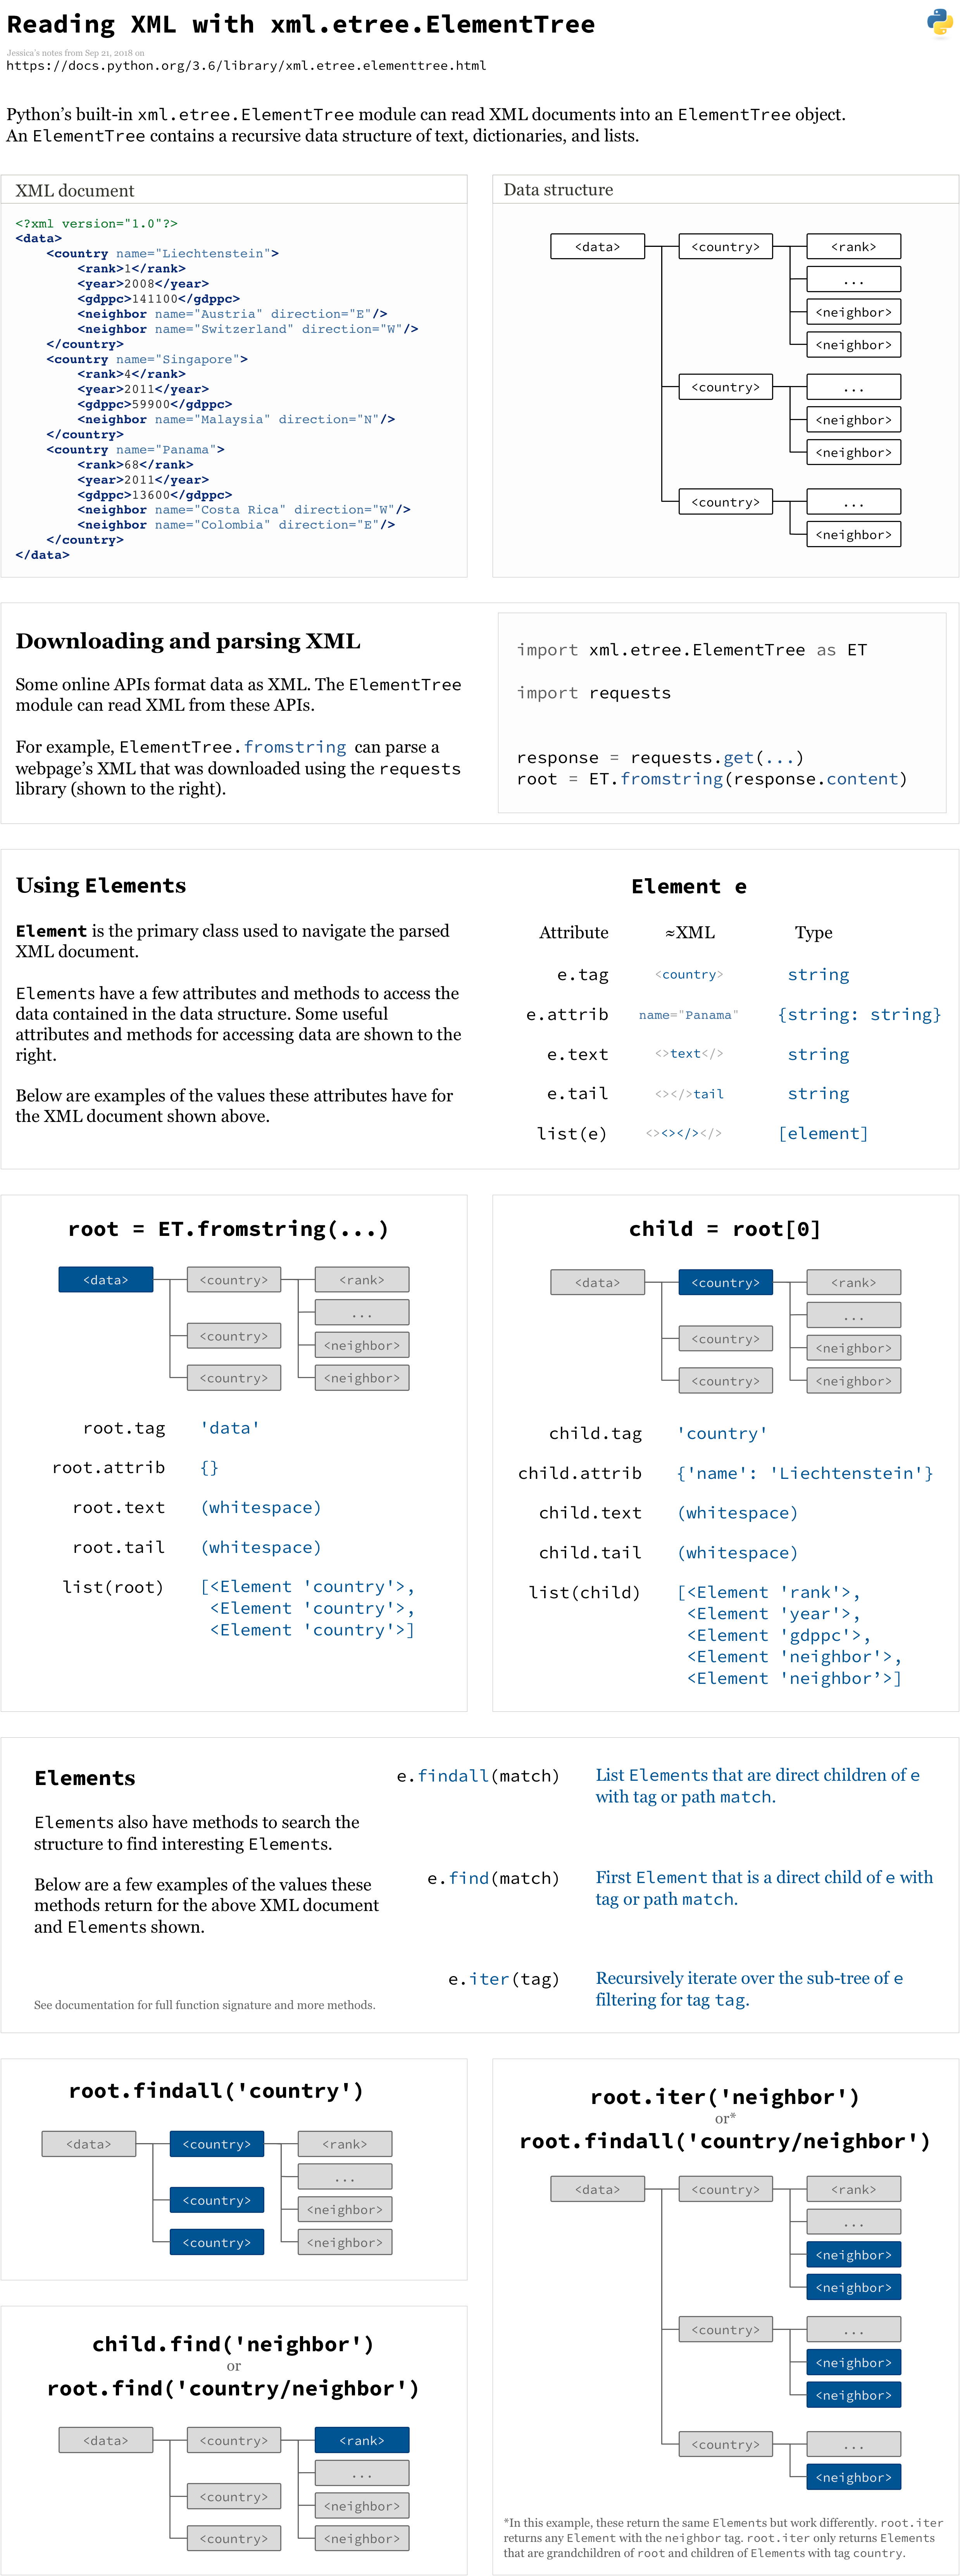 Reading XML with xml.etree.ElementTree
Jessica's notes from Sep 21, 2018 on
https://docs.python.org/3.6/library/xml.etree.elementtree.html
Python’s built-in xml.etree.ElementTree module can read XML documents into an ElementTree object.
An ElementTree contains a recursive data structure of text, dictionaries, and lists.
XML document
<?xml version="1.0"?>
<data>
    <country name="Liechtenstein">
        <rank>1</rank>
        <year>2008</year>
        <gdppc>141100</gdppc>
        <neighbor name="Austria" direction="E"/>
        <neighbor name="Switzerland" direction="W"/>
    </country>
    <country name="Singapore">
        <rank>4</rank>
        <year>2011</year>
        <gdppc>59900</gdppc>
        <neighbor name="Malaysia" direction="N"/>
    </country>
    <country name="Panama">
        <rank>68</rank>
        <year>2011</year>
        <gdppc>13600</gdppc>
        <neighbor name="Costa Rica" direction="W"/>
        <neighbor name="Colombia" direction="E"/>
    </country>
</data>
Data structure
<data> <country> <rank>
...
<neighbor>
<neighbor>
<country> ...
<neighbor>
<neighbor>
<country> ...
<neighbor>
Downloading and parsing XML
Some online APIs format data as XML. The ElementTree
module can read XML from these APIs.
For example, ElementTree.fromstring can parse a
webpage’s XML that was downloaded using the requests
library (shown to the right).
import xml.etree.ElementTree as ET
import requests
response = requests.get(...)
root = ET.fromstring(response.content)
Using Elements
Element is the primary class used to navigate the parsed
XML document.
Elements have a few attributes and methods to access the
data contained in the data structure. Some useful
attributes and methods for accessing data are shown to the
right.
Below are examples of the values these attributes have for
the XML document shown above.
Element e
Attribute ≈XML Type
e.tag <country> string
e.attrib name="Panama" {string: string}
e.text <>text</> string
e.tail <></>tail string
list(e) <><></></> [element]
root = ET.fromstring(...)
<data> <country> <rank>
...
<country> <neighbor>
<country> <neighbor>
root.tag 'data'
root.attrib {}
root.text (whitespace)
root.tail (whitespace)
list(root) [<Element 'country'>,
<Element 'country'>,
<Element 'country'>]
child = root[0]
<data> <country> <rank>
...
<country> <neighbor>
<country> <neighbor>
child.tag 'country'
child.attrib {'name': 'Liechtenstein'}
child.text (whitespace)
child.tail (whitespace)
list(child) [<Element 'rank'>,
<Element 'year'>,
<Element 'gdppc'>,
<Element 'neighbor'>,
<Element 'neighbor’>]
Elements
Elements also have methods to search the
structure to find interesting Elements.
Below are a few examples of the values these
methods return for the above XML document
and Elements shown.
See documentation for full function signature and more methods.
e.findall(match) List Elements that are direct children of e
with tag or path match.
e.find(match) First Element that is a direct child of e with
tag or path match.
e.iter(tag) Recursively iterate over the sub-tree of e
filtering for tag tag.
root.findall('country')
<data> <country> <rank>
...
<country> <neighbor>
<country> <neighbor>
child.find('neighbor')
or
root.find('country/neighbor')
<data> <country> <rank>
...
<country> <neighbor>
<country> <neighbor>
root.iter('neighbor')
or*
root.findall('country/neighbor')
<data> <country> <rank>
...
<neighbor>
<neighbor>
<country> ...
<neighbor>
<neighbor>
<country> ...
<neighbor>
*In this example, these return the same Elements but work differently. root.iter
returns any Element with the neighbor tag. root.iter only returns Elements
that are grandchildren of root and children of Elements with tag country.